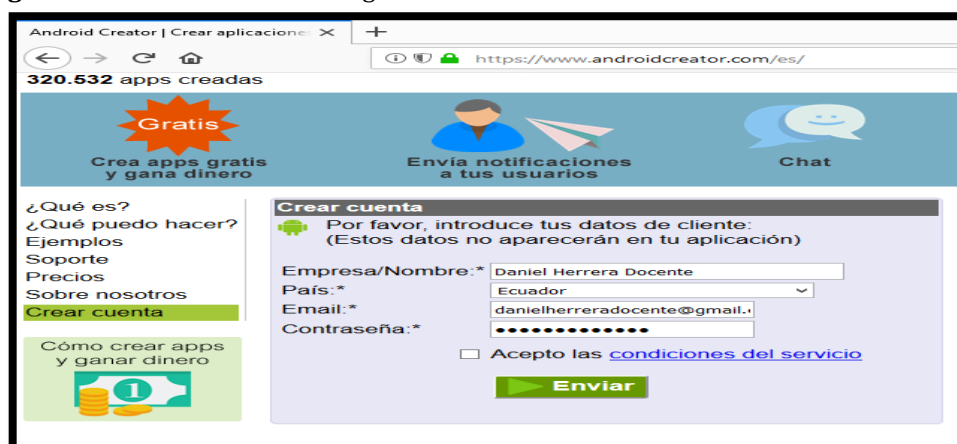 Android Creator | Crear aplicacione
https://www.androidcreator.com/es/
320.532 apps creadas
Gratis
Crea apps gratis
y gana dinero
Envía notificaciones
a tus usuarios
Chat
¿Qué es?
¿Qué puedo hacer?
Ejemplos
Soporte
Precios
Sobre nosotros
Crear cuenta
Cómo crear apps
y ganar dinero
1
Crear cuenta
Por favor, introduce tus datos de cliente:
(Estos datos no aparecerán en tu aplicación)
Empresa/Nombre:* Daniel Herrera Docente
País:* Ecuador
Email:* danielherreradocente@gmail.
Contraseña:* •••••••••••••
Acepto las condiciones del servicio
Enviar